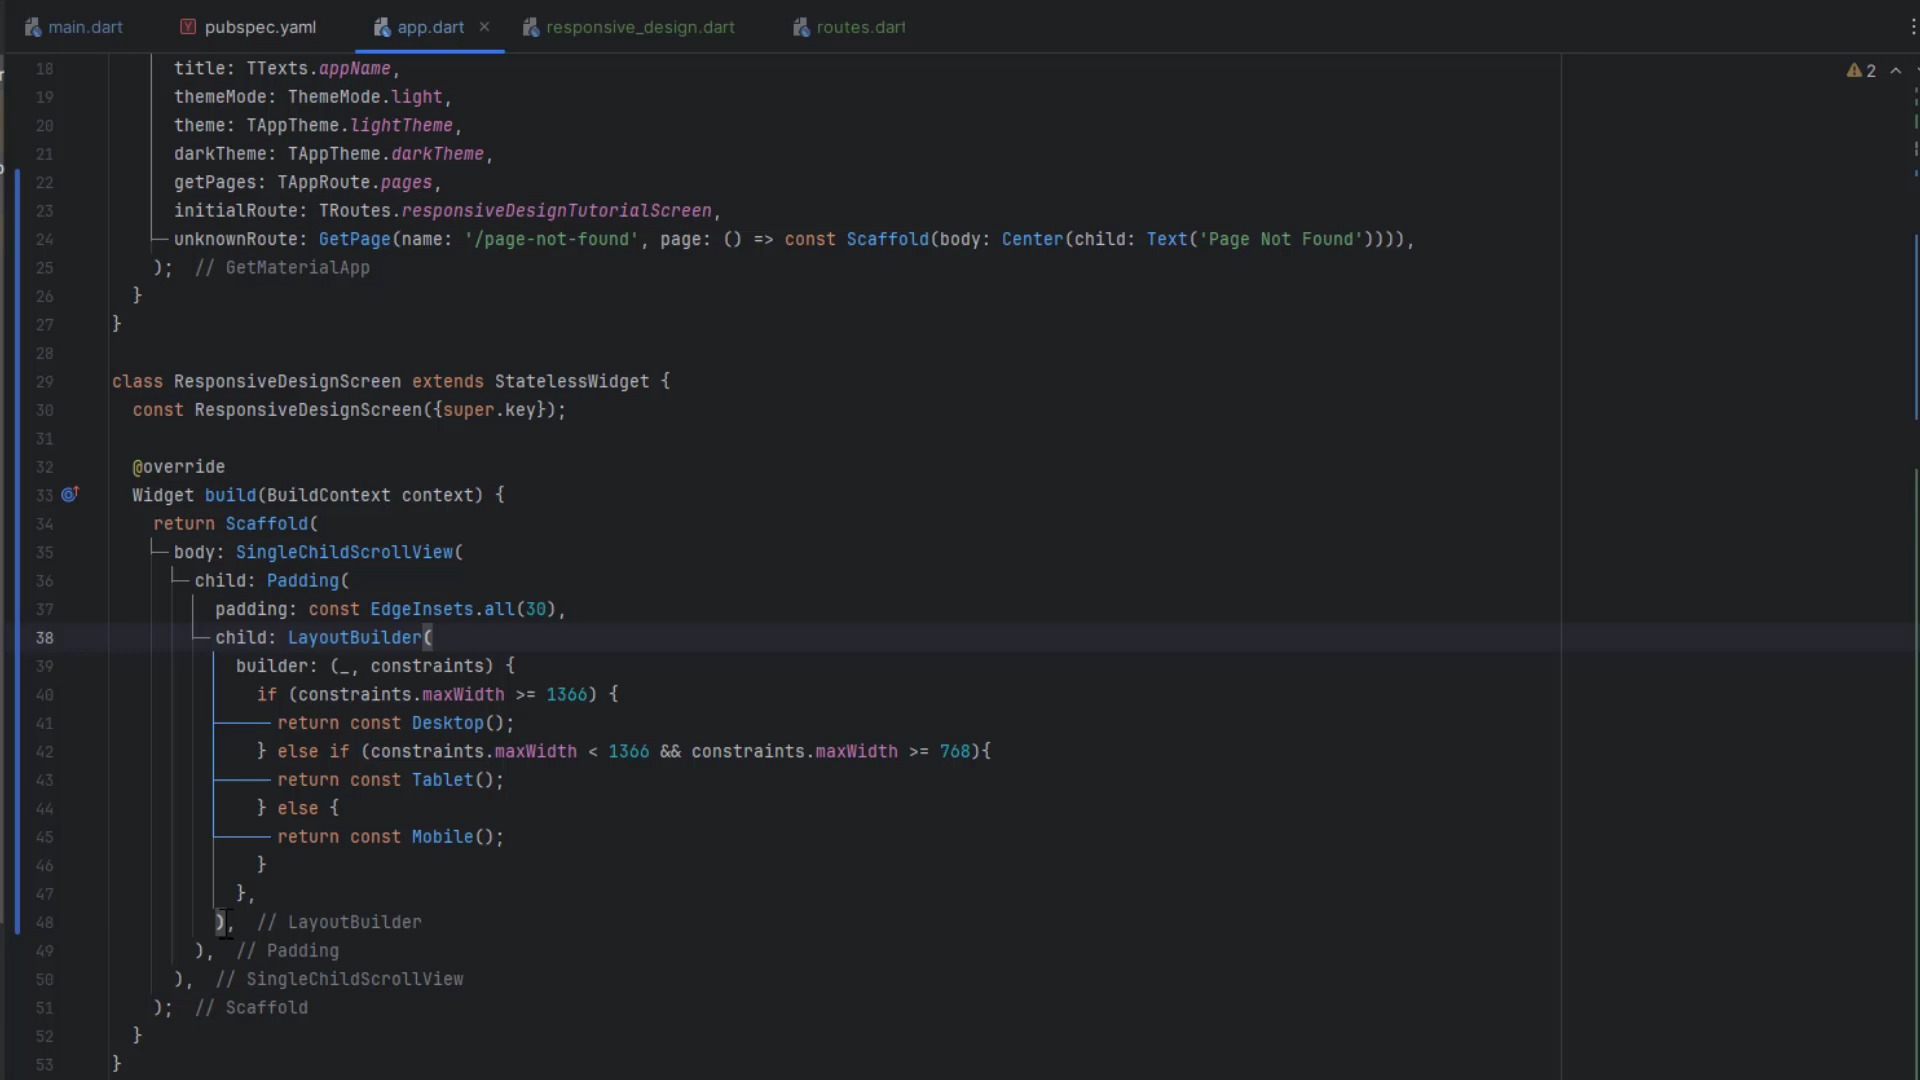 main.dart pubspec.yaml app.dart responsive_design.dart routes.dart
2
18 title: TTexts.appName,
19 themeMode: ThemeMode.light,
20 theme: TAppTheme.lightTheme,
21 darkTheme: TAppTheme.darkTheme,
22 getPages: TAppRoute.pages,
23 initialRoute: TRoutes.responsiveDesignTutorialScreen,
24 unknownRoute: GetPage(name: '/page-not-found', page: () => const Scaffold(body: Center(child: Text('Page Not Found')))),
25 ); // GetMaterialApp
26 }
27 }
28
29 class ResponsiveDesignScreen extends StatelessWidget {
30 const ResponsiveDesignScreen({super.key});
31
32 @override
33 Widget build(BuildContext context) {
34 return Scaffold(
35 body: SingleChildScrollView(
36 child: Padding(
37 padding: const EdgeInsets.all(30),
38 child: LayoutBuilder(
39 builder: (_, constraints) {
40 if (constraints.maxWidth >= 1366) {
41 return const Desktop();
42 } else if (constraints.maxWidth < 1366 && constraints.maxWidth >= 768){
43 return const Tablet();
44 } else {
45 return const Mobile();
46 }
47 },
48 ), // LayoutBuilder
49 ), // Padding
50 ), // SingleChildScrollView
51 ); // Scaffold
52 }
53 }